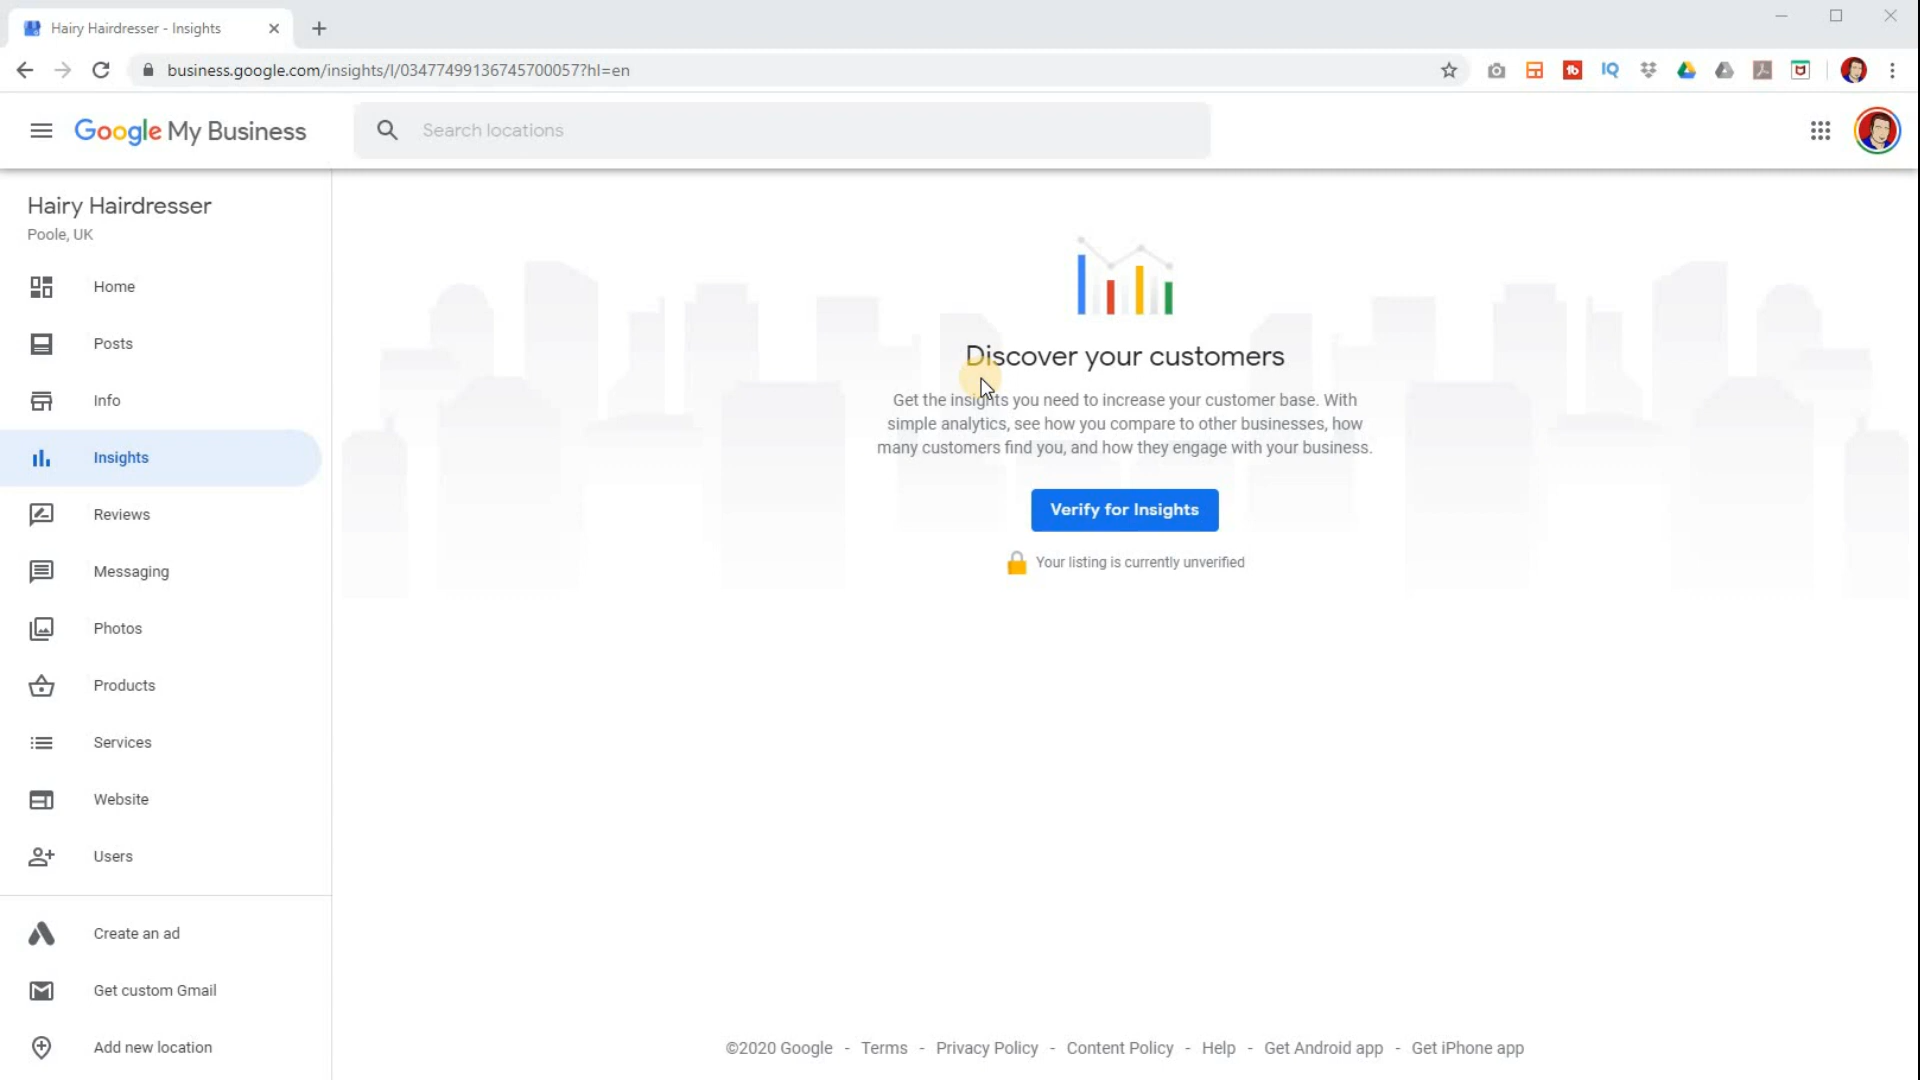 Hairy Hairdresser - Insights
business.google.com/insights/l/03477499136745700057?hl=en
Google My Business
Search locations
Hairy Hairdresser
Poole, UK
Home
Posts
Info
Insights
Reviews
Messaging
Photos
Products
Services
Website
Users
Create an ad
Get custom Gmail
Add new location
Discover your customers
Get the insights you need to increase your customer base. With
simple analytics, see how you compare to other businesses, how
many customers find you, and how they engage with your business.
Verify for Insights
Your listing is currently unverified
©2020 Google - Terms - Privacy Policy - Content Policy - Help - Get Android app - Get iPhone app